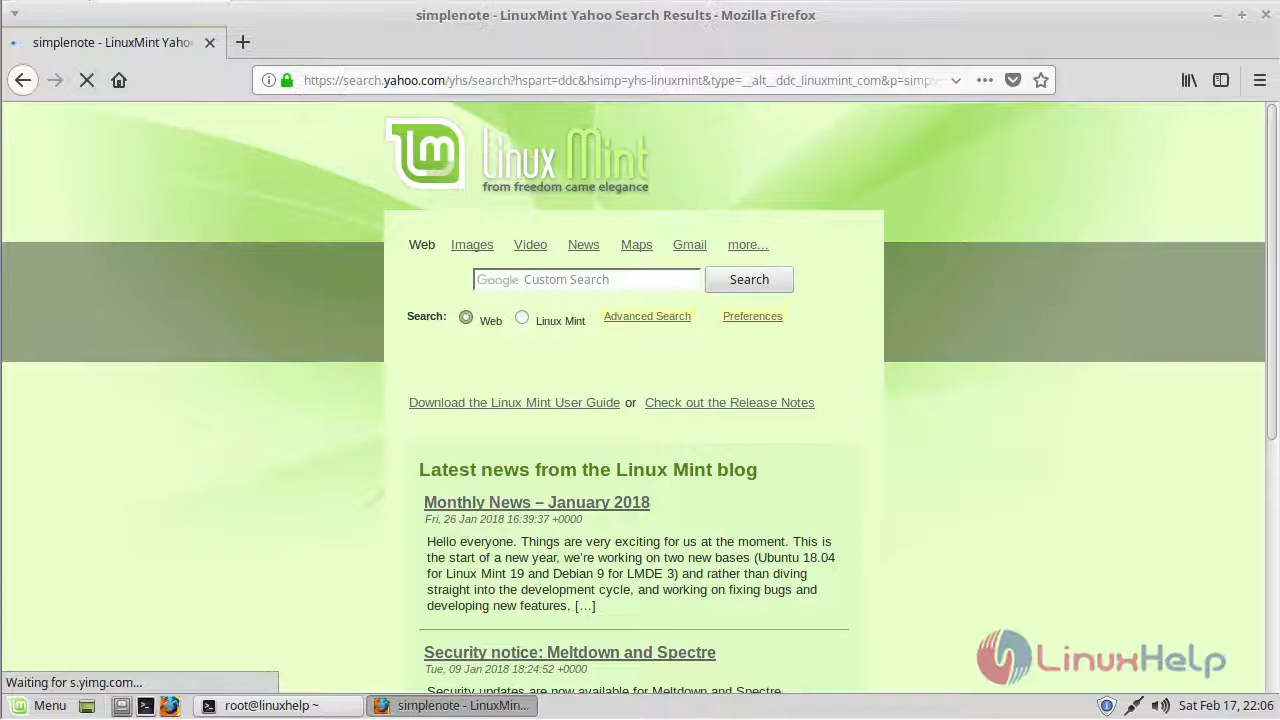 simplenote - LinuxMint Yahoo Search Results - Mozilla Firefox
simplenote - LinuxMint Yaho
https://search.yahoo.com/yhs/search?hspart=ddc&hsimp=yhs-linuxmint&type=__alt__ddc_linuxmint_com&p=simp
Linux Mint
from freedom came elegance
Web Images Video News Maps Gmail more...
Google Custom Search Search
Search: Web Linux Mint Advanced Search Preferences
Download the Linux Mint User Guide or Check out the Release Notes
Latest news from the Linux Mint blog
Monthly News – January 2018
Fri, 26 Jan 2018 16:39:37 +0000
Hello everyone. Things are very exciting for us at the moment. This is
the start of a new year, we're working on two new bases (Ubuntu 18.04
for Linux Mint 19 and Debian 9 for LMDE 3) and rather than diving
straight into the development cycle, and working on fixing bugs and
developing new features, […]
Security notice: Meltdown and Spectre
Tue, 09 Jan 2018 18:24:52 +0000
Security updates are now available for Meltdown and Spectre
LinuxHelp
Waiting for s.yimg.com...
Menu root@linuxhelp ~ simplenote - LinuxMin... Sat Feb 17, 22:06